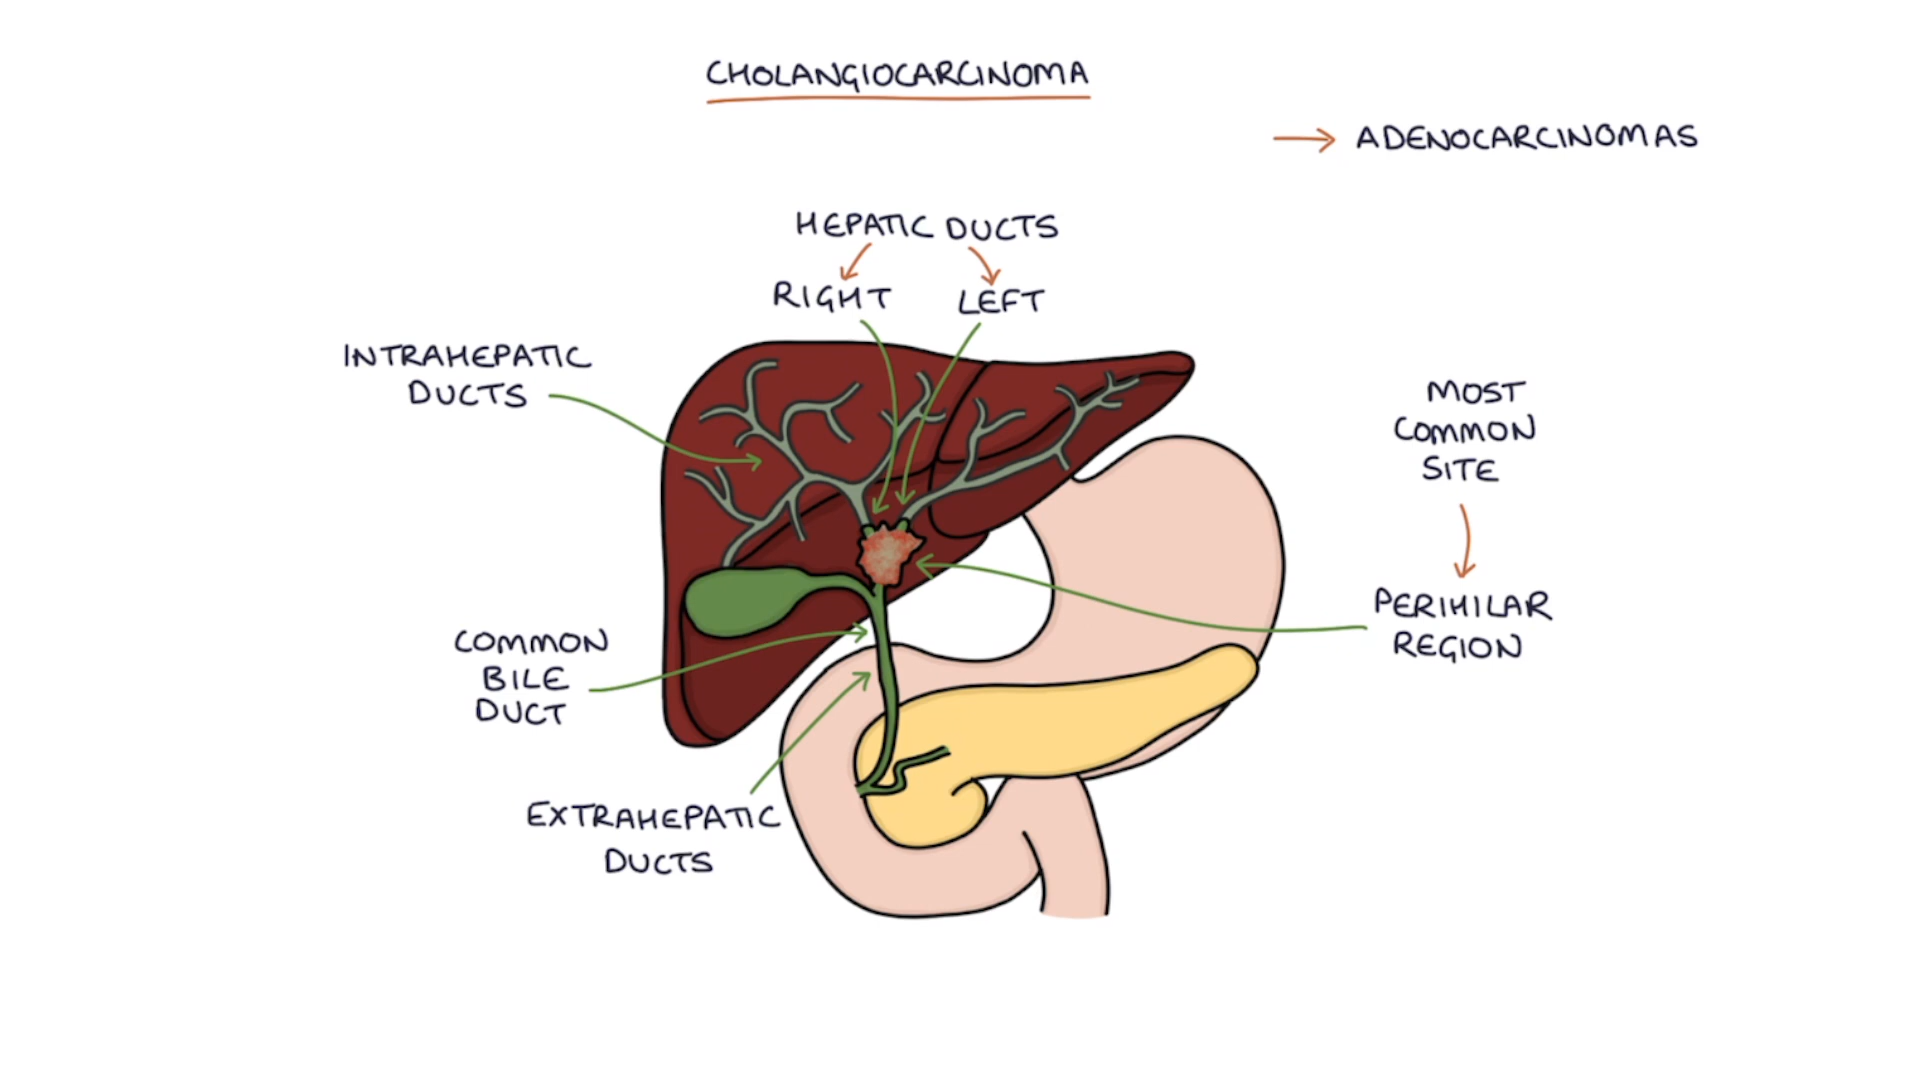 CHOLANGIOCARCINOMA
→ ADENOCARCINOMAS
HEPATIC DUCTS
RIGHT LEFT
INTRAHEPATIC
DUCTS
MOST
COMMON
SITE
PERIHILAR
REGION
COMMON
BILE
DUCT
EXTRAHEPATIC
DUCTS